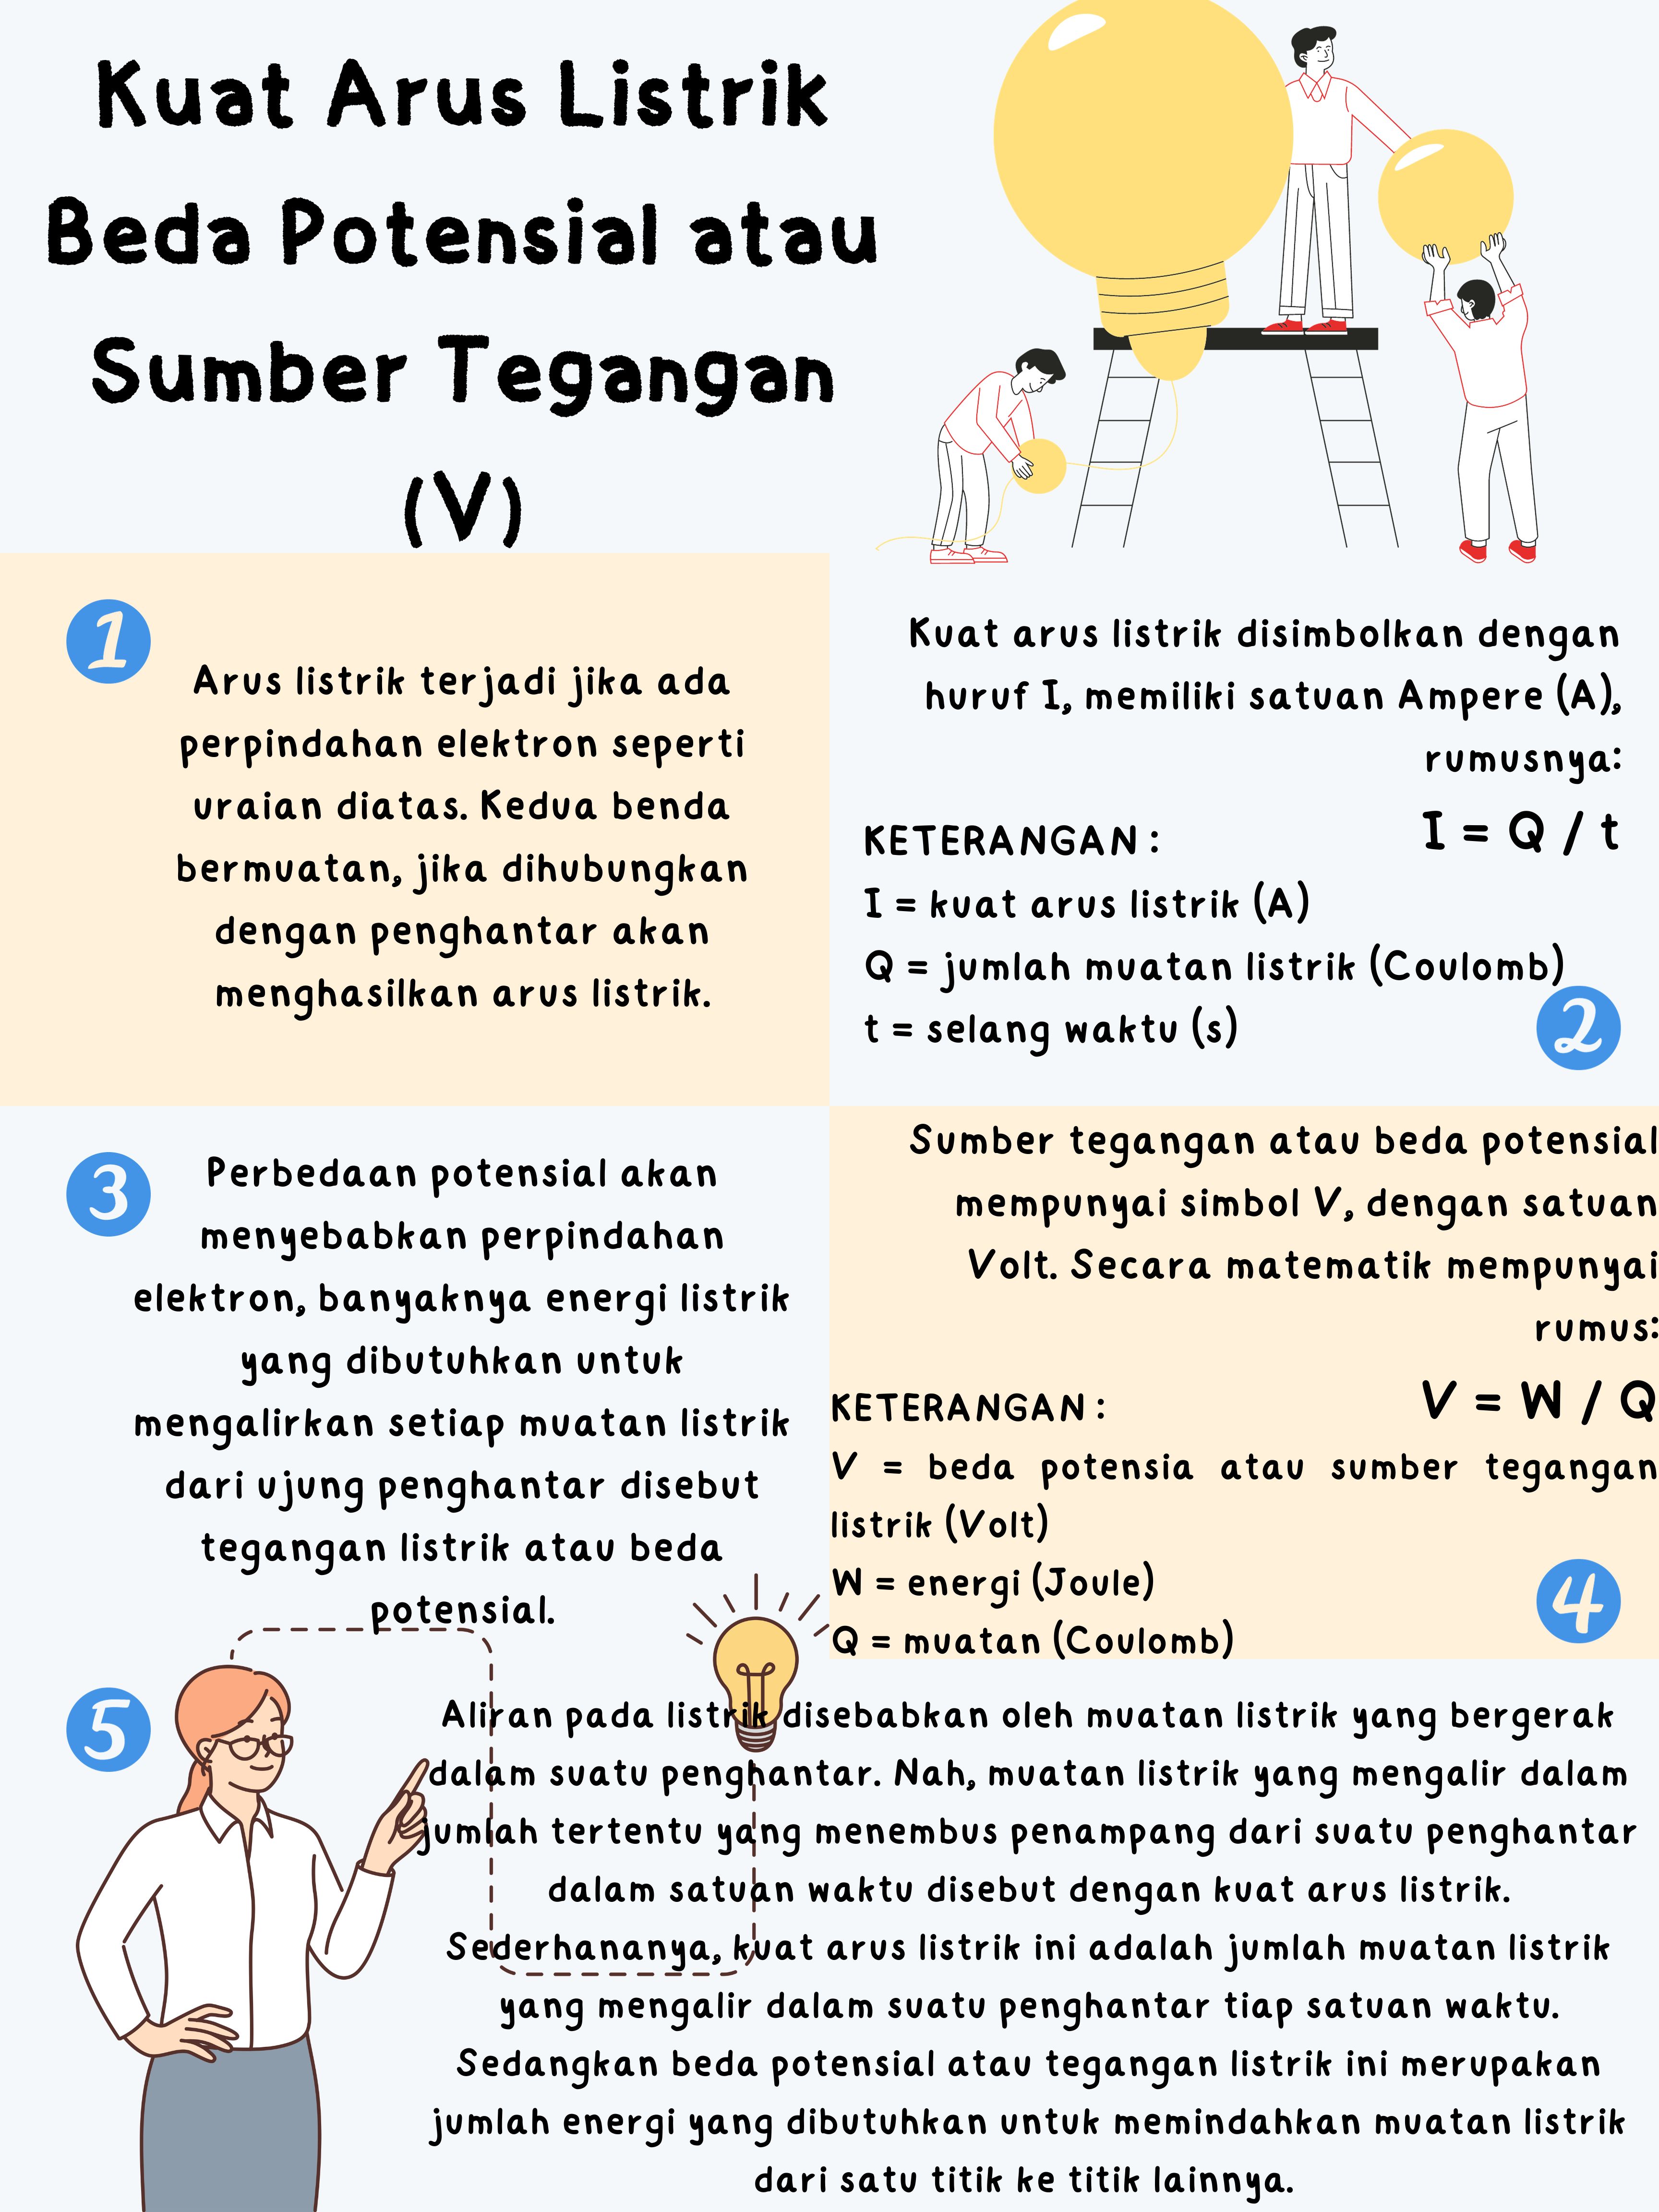 Kuat Arus Listrik
Beda Potensial atau
Sumber Tegangan
(V)
1
Arus listrik terjadi jika ada
perpindahan elektron seperti
uraian diatas. Kedua benda
bermuatan, jika dihubungkan
dengan penghantar akan
menghasilkan arus listrik.
Kuat arus listrik disimbolkan dengan
huruf I, memiliki satuan Ampere (A),
rumusnya:
I = Q / t
KETERANGAN :
I = kuat arus listrik (A)
Q = jumlah muatan listrik (Coulomb)
t = selang waktu (s)
2
3
Perbedaan potensial akan
menyebabkan perpindahan
elektron, banyaknya energi listrik
yang dibutuhkan untuk
mengalirkan setiap muatan listrik
dari ujung penghantar disebut
tegangan listrik atau beda
potensial.
Sumber tegangan atau beda potensial
mempunyai simbol V, dengan satuan
Volt. Secara matematik mempunyai
rumus:
V = W / Q
KETERANGAN :
V = beda potensia atau sumber tegangan
listrik (Volt)
W = energi (Joule)
Q = muatan (Coulomb)
4
5
Aliran pada listrik disebabkan oleh muatan listrik yang bergerak
dalam suatu penghantar. Nah, muatan listrik yang mengalir dalam
jumlah tertentu yang menembus penampang dari suatu penghantar
dalam satuan waktu disebut dengan kuat arus listrik.
Sederhananya, kuat arus listrik ini adalah jumlah muatan listrik
yang mengalir dalam suatu penghantar tiap satuan waktu.
Sedangkan beda potensial atau tegangan listrik ini merupakan
jumlah energi yang dibutuhkan untuk memindahkan muatan listrik
dari satu titik ke titik lainnya.